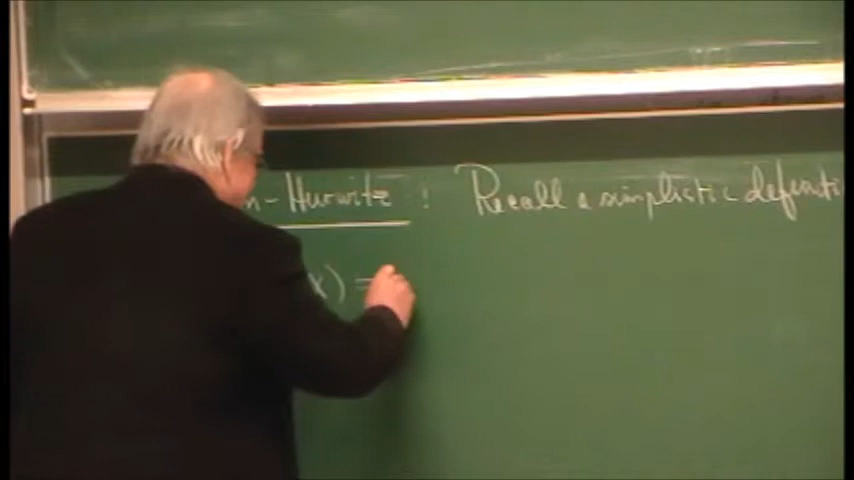 n-Hurwitz : Recall a simplistic definiti
x) =